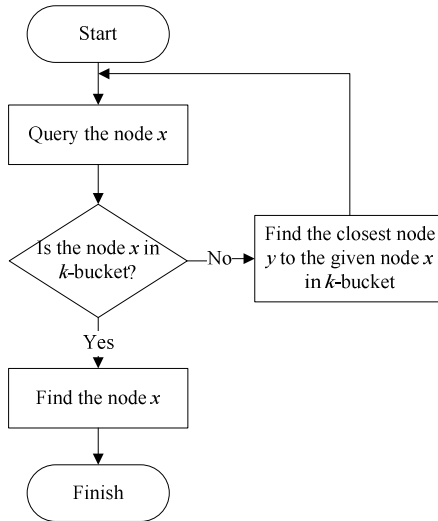 Start
Query the node x
Is the node x in
k-bucket?
No
Find the closest node
y to the given node x
in k-bucket
Yes
Find the node x
Finish